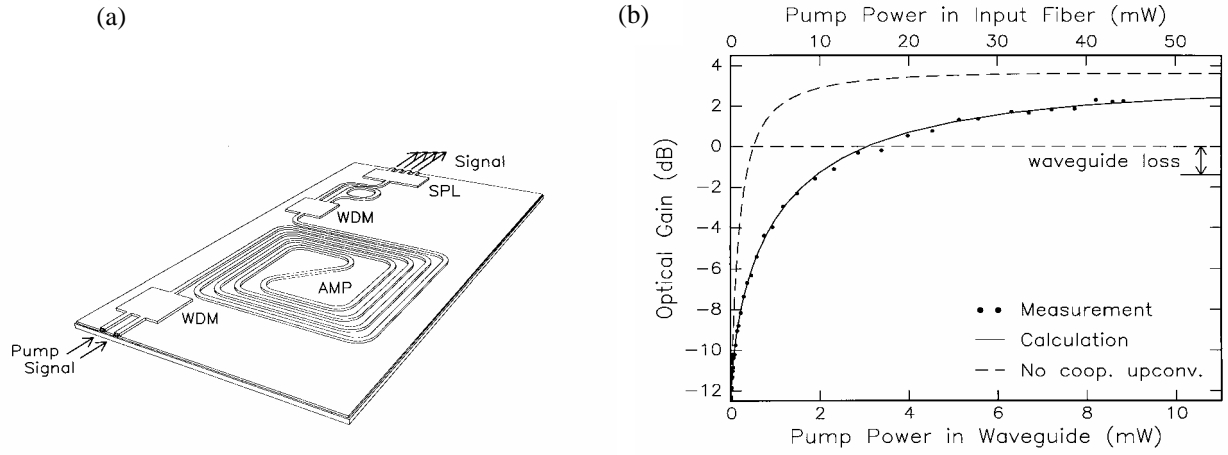 (a)
Signal
SPL
WDM
AMP
WDM
Pump
Signal
(b)
Pump Power in Input Fiber (mW)
0 10 20 30 40 50
4
2
0
−2
−4
−6
−8
−10
−12
Optical Gain (dB)
waveguide loss
Measurement
Calculation
No coop. upconv.
0 2 4 6 8 10
Pump Power in Waveguide (mW)